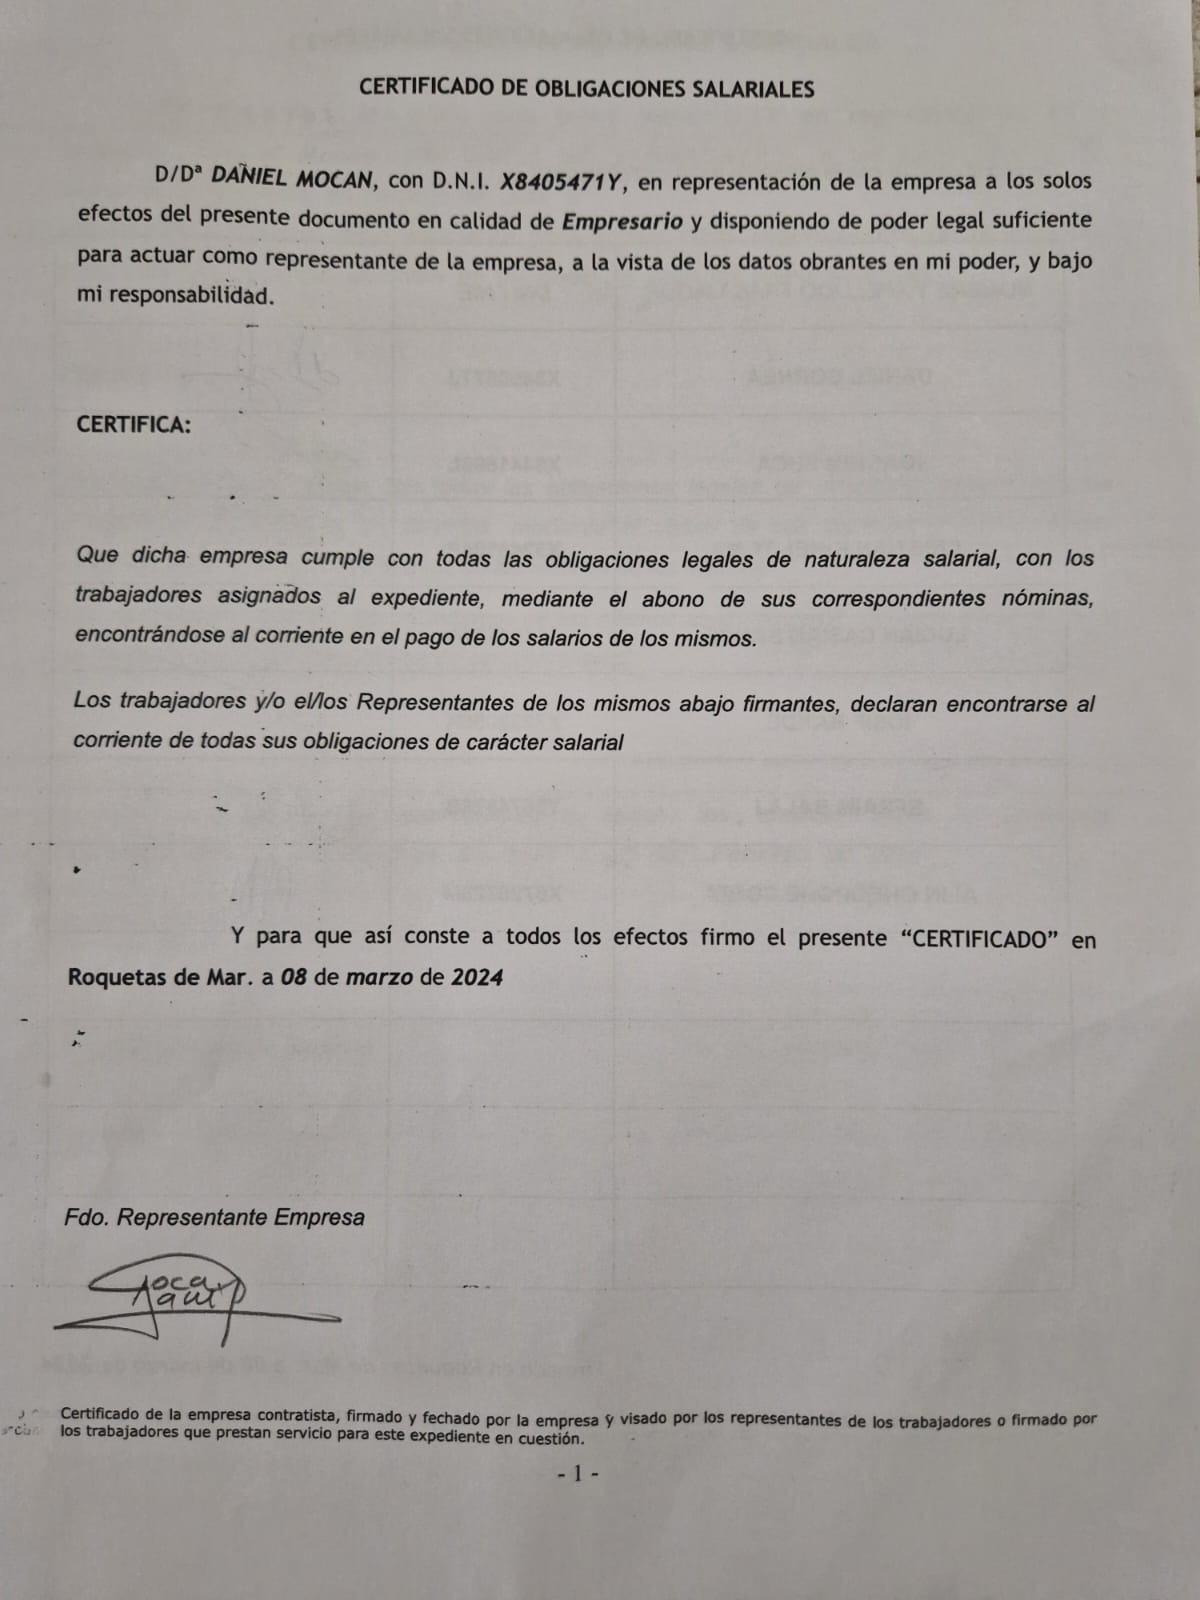 CERTIFICADO DE OBLIGACIONES SALARIALES
D/Dª DANIEL MOCAN, con D.N.I. X8405471Y, en representación de la empresa a los solos
efectos del presente documento en calidad de Empresario y disponiendo de poder legal suficiente
para actuar como representante de la empresa, a la vista de los datos obrantes en mi poder, y bajo
mi responsabilidad.
CERTIFICA:
Que dicha empresa cumple con todas las obligaciones legales de naturaleza salarial, con los
trabajadores asignados al expediente, mediante el abono de sus correspondientes nóminas,
encontrándose al corriente en el pago de los salarios de los mismos.
Los trabajadores y/o el/los Representantes de los mismos abajo firmantes, declaran encontrarse al
corriente de todas sus obligaciones de carácter salarial
Y para que así conste a todos los efectos firmo el presente “CERTIFICADO” en
Roquetas de Mar. a 08 de marzo de 2024
Fdo. Representante Empresa
Certificado de la empresa contratista, firmado y fechado por la empresa y visado por los representantes de los trabajadores o firmado por
los trabajadores que prestan servicio para este expediente en cuestión.
- 1 -